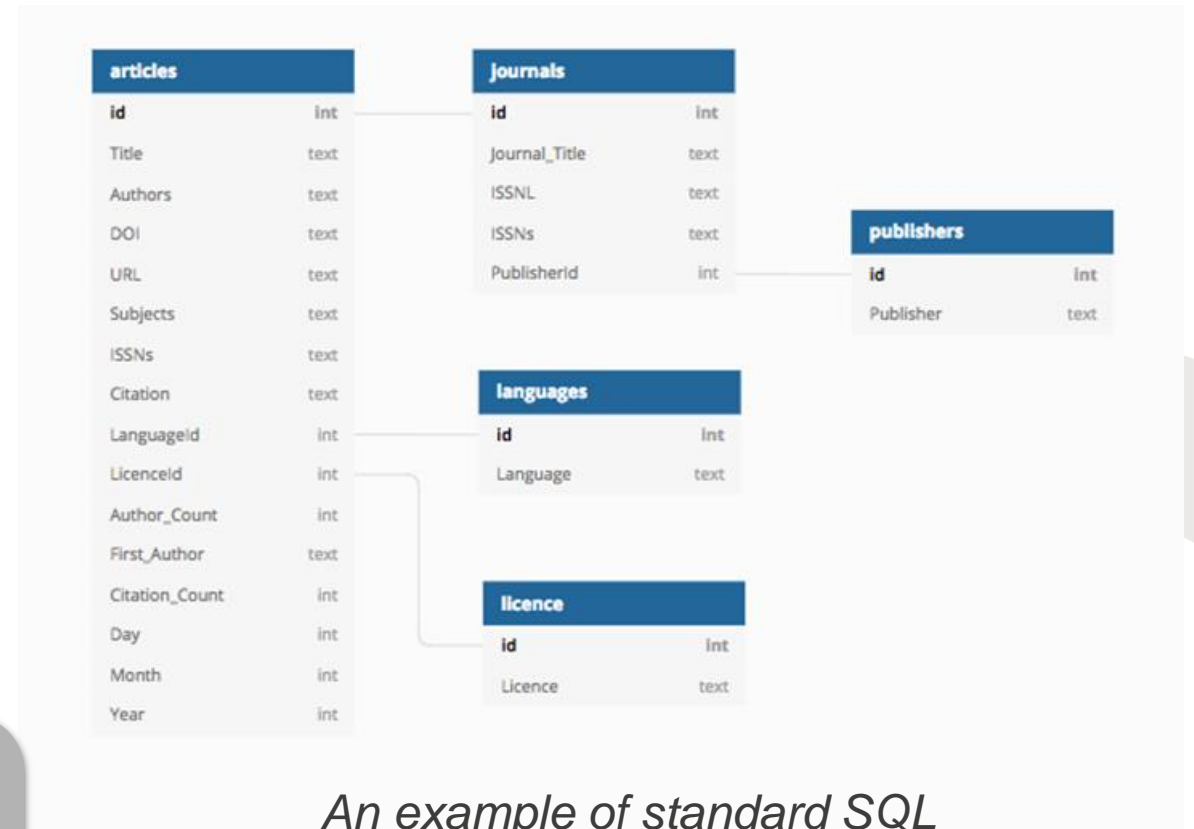 articles
id int
Title text
Authors text
DOI text
URL text
Subjects text
ISSNs text
Citation text
LanguageId int
LicenceId int
Author_Count int
First_Author text
Citation_Count int
Day int
Month int
Year int
journals
id int
Journal_Title text
ISSNL text
ISSNs text
PublisherId int
publishers
id int
Publisher text
languages
id int
Language text
licence
id int
Licence text
An example of standard SQL